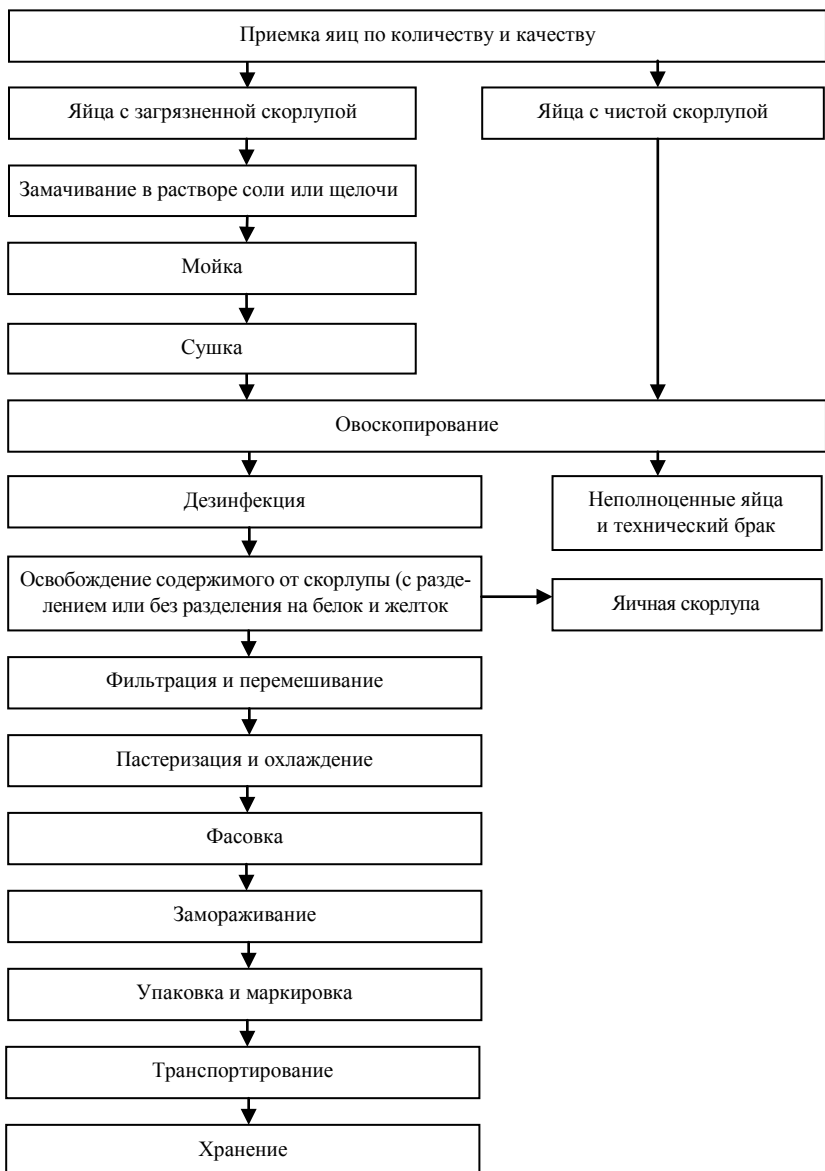 Приемка яиц по количеству и качеству
Яйца с загрязненной скорлупой
Яйца с чистой скорлупой
Замачивание в растворе соли или щелочи
Мойка
Сушка
Овоскопирование
Дезинфекция
Неполноценные яйца
и технический брак
Освобождение содержимого от скорлупы (с разде-
лением или без разделения на белок и желток
Яичная скорлупа
Фильтрация и перемешивание
Пастеризация и охлаждение
Фасовка
Замораживание
Упаковка и маркировка
Транспортирование
Хранение